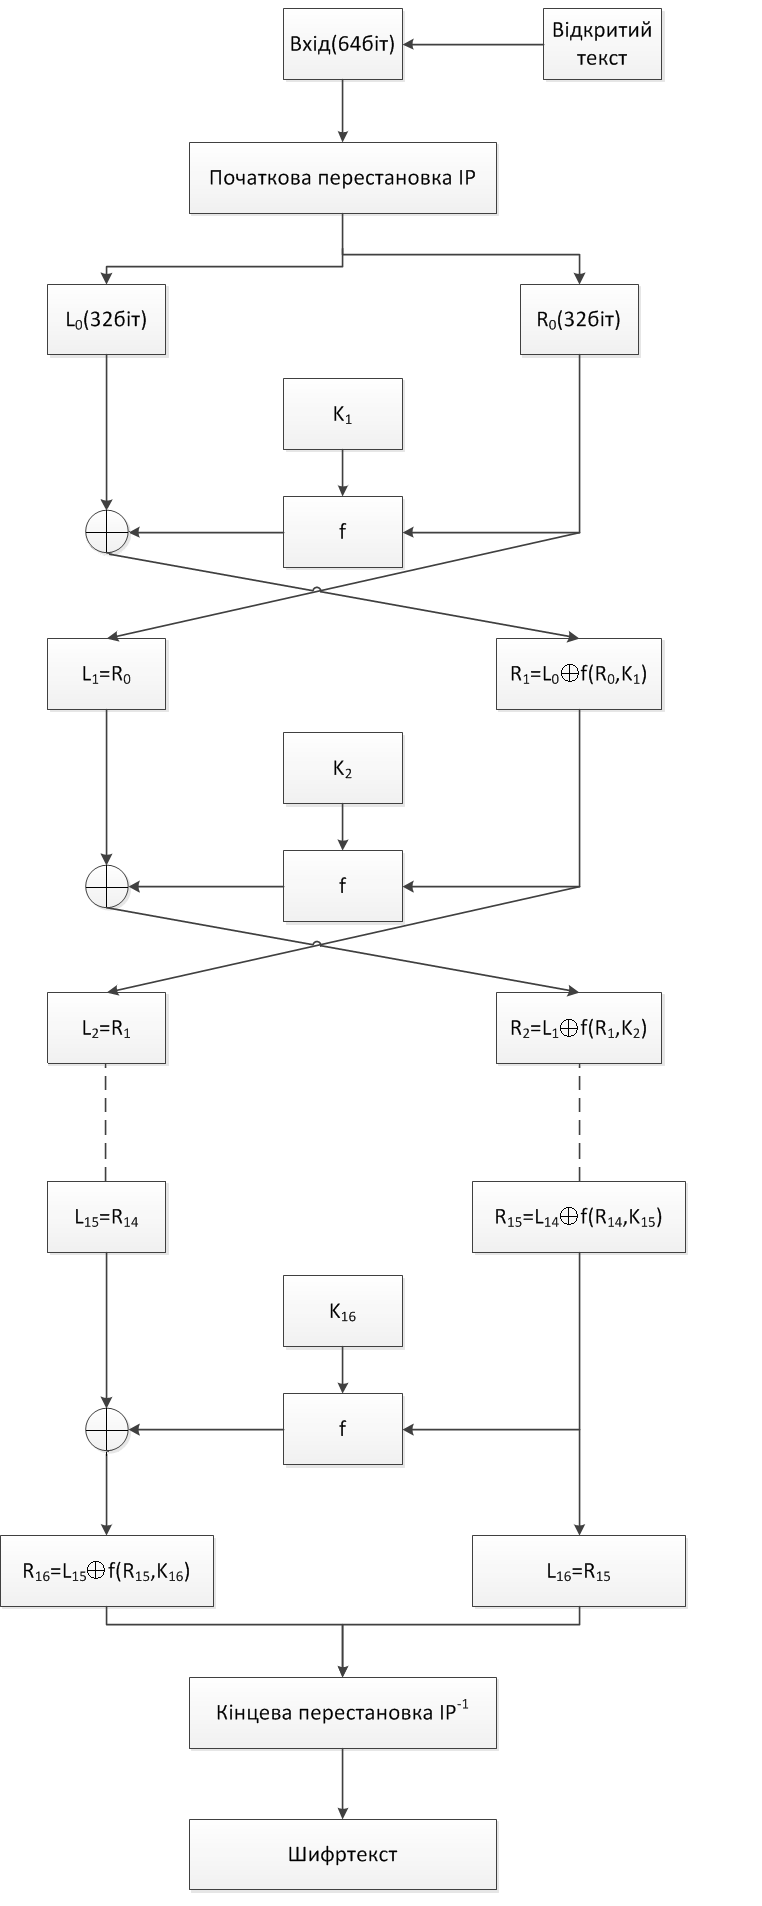 Вхід(64біт)
Відкритий
текст
Початкова перестановка IP
L₀(32біт)
R₀(32біт)
K₁
f
L₁=R₀
R₁=L₀⊕f(R₀,K₁)
K₂
f
L₂=R₁
R₂=L₁⊕f(R₁,K₂)
L₁₅=R₁₄
R₁₅=L₁₄⊕f(R₁₄,K₁₅)
K₁₆
f
R₁₆=L₁₅⊕f(R₁₅,K₁₆)
L₁₆=R₁₅
Кінцева перестановка IP⁻¹
Шифртекст